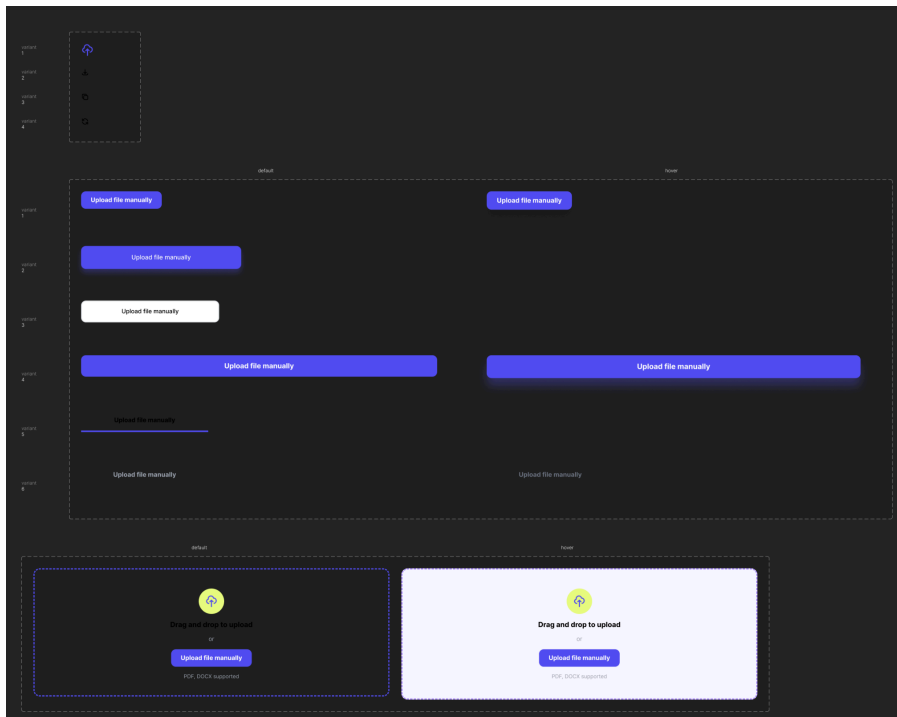 variant
1
variant
2
variant
3
variant
4
default
hover
variant
1
Upload file manually
Upload file manually
variant
2
Upload file manually
variant
3
Upload file manually
variant
4
Upload file manually
Upload file manually
variant
5
Upload file manually
variant
6
Upload file manually
Upload file manually
default
hover
Drag and drop to upload
or
Upload file manually
PDF, DOCX supported
Drag and drop to upload
or
Upload file manually
PDF, DOCX supported